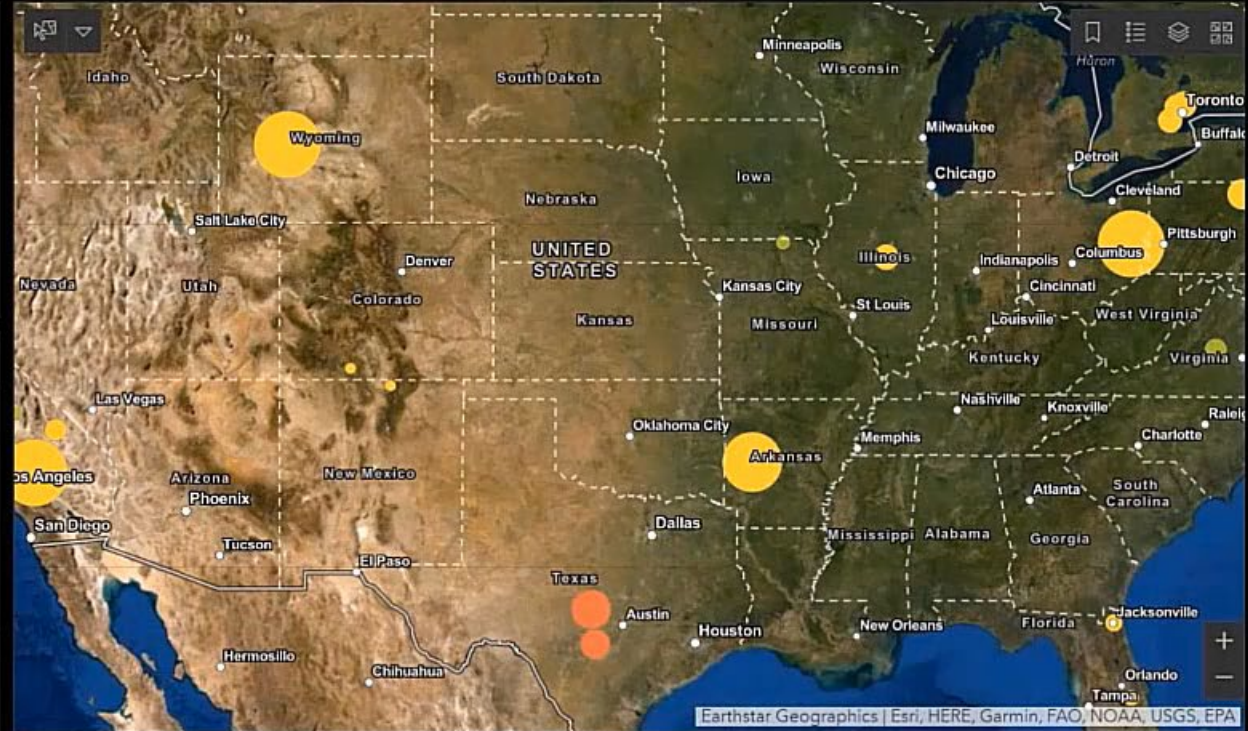 Minneapolis
Wisconsin
Huron
Idaho
South Dakota
Toronto
Wyoming
Milwaukee
Buffalo
Detroit
Chicago
Iowa
Cleveland
Nebraska
Salt Lake City
Pittsburgh
UNITED
STATES
Denver
Illinois
Indianapolis
Columbus
Nevada
Utah
Kansas City
Cincinnati
Colorado
St Louis
West Virginia
Kansas
Missouri
Louisville
Kentucky
Virginia
Las Vegas
Nashville
Knoxville
Raleig
Oklahoma City
Memphis
Charlotte
Arkansas
os Angeles
Arizona
New Mexico
Phoenix
Atlanta
South
Carolina
San Diego
Dallas
Mississippi
Alabama
Georgia
Tucson
El Paso
Texas
Austin
Jacksonville
Houston
New Orleans
Florida
Hermosillo
Chihuahua
Orlando
Tampa
Earthstar Geographics | Esri, HERE, Garmin, FAO, NOAA, USGS, EPA